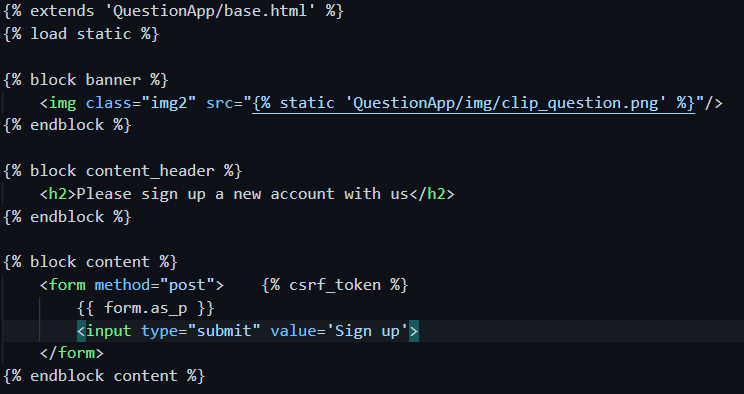 {% extends 'QuestionApp/base.html' %}
{% load static %}
{% block banner %}
<img class="img2" src="{% static 'QuestionApp/img/clip_question.png' %}"/>
{% endblock %}
{% block content_header %}
<h2>Please sign up a new account with us</h2>
{% endblock %}
{% block content %}
<form method="post">    {% csrf_token %}
{{ form.as_p }}
<input type="submit" value='Sign up'>
</form>
{% endblock content %}